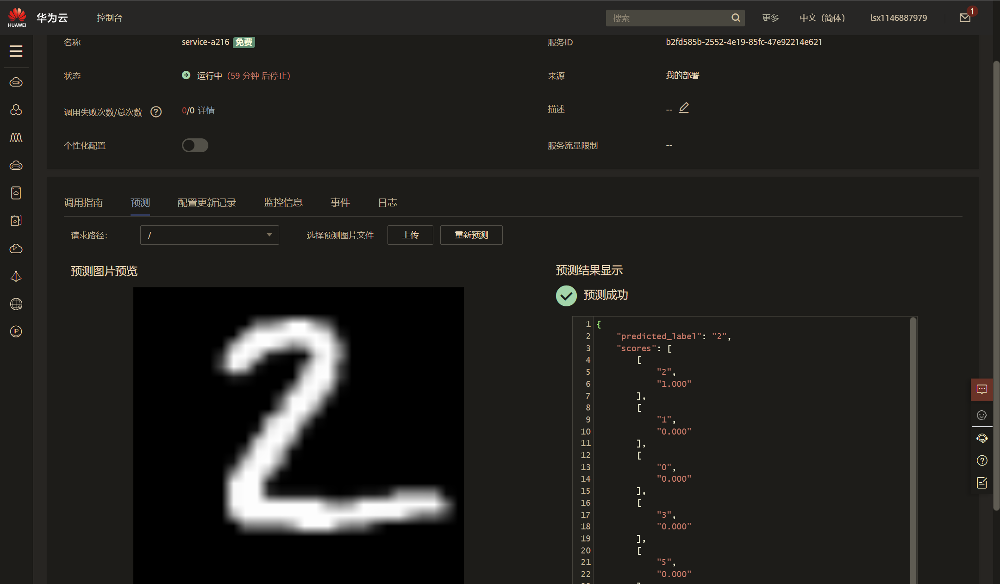 HUAWEI 华为云 控制台 搜索 更多 中文（简体） lsx1146887979 1
名称 service-a216 免费 服务ID b2fd585b-2552-4e19-85fc-47e92214e621
状态 运行中（59 分钟 后停止） 来源 我的部署
调用失败次数/总次数 ? 0/0 详情 描述 --
个性化配置 服务流量限制 --
调用指南 预测 配置更新记录 监控信息 事件 日志
请求路径： / 选择预测图片文件 上传 重新预测
预测图片预览 预测结果显示
预测成功
2
1 {
2 "predicted_label": "2",
3 "scores": [
4 [
5 "2",
6 "1.000"
7 ],
8 [
9 "1",
10 "0.000"
11 ],
12 [
13 "0",
14 "0.000"
15 ],
16 [
17 "3",
18 "0.000"
19 ],
20 [
21 "5",
22 "0.000"
IP
W